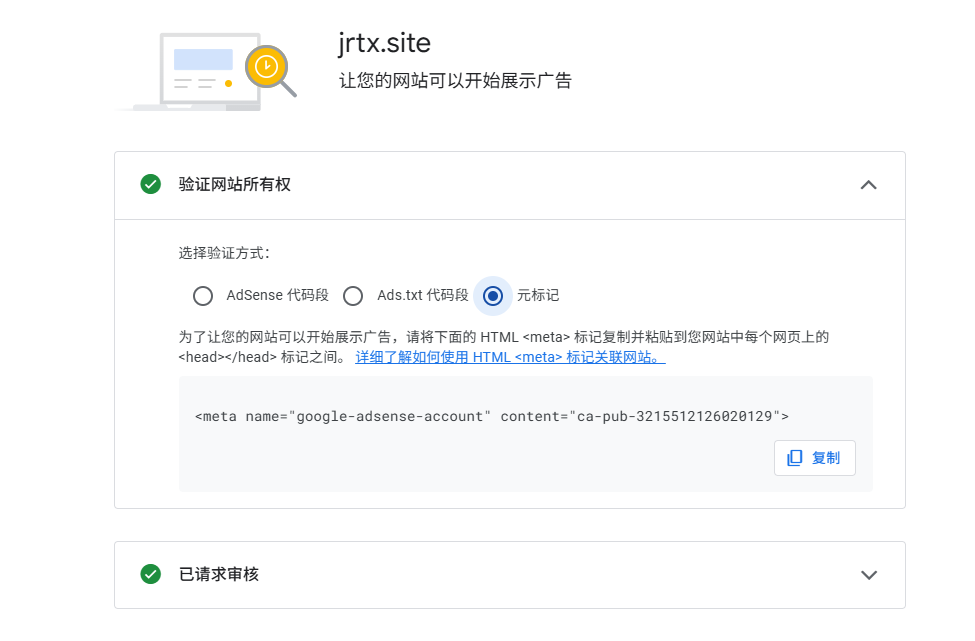 jrtx.site
让您的网站可以开始展示广告
验证网站所有权
选择验证方式：
AdSense 代码段 Ads.txt 代码段 元标记
为了让您的网站可以开始展示广告，请将下面的 HTML <meta> 标记复制并粘贴到您网站中每个网页上的
<head></head> 标记之间。 详细了解如何使用 HTML <meta> 标记关联网站。
<meta name="google-adsense-account" content="ca-pub-3215512126020129">
复制
已请求审核